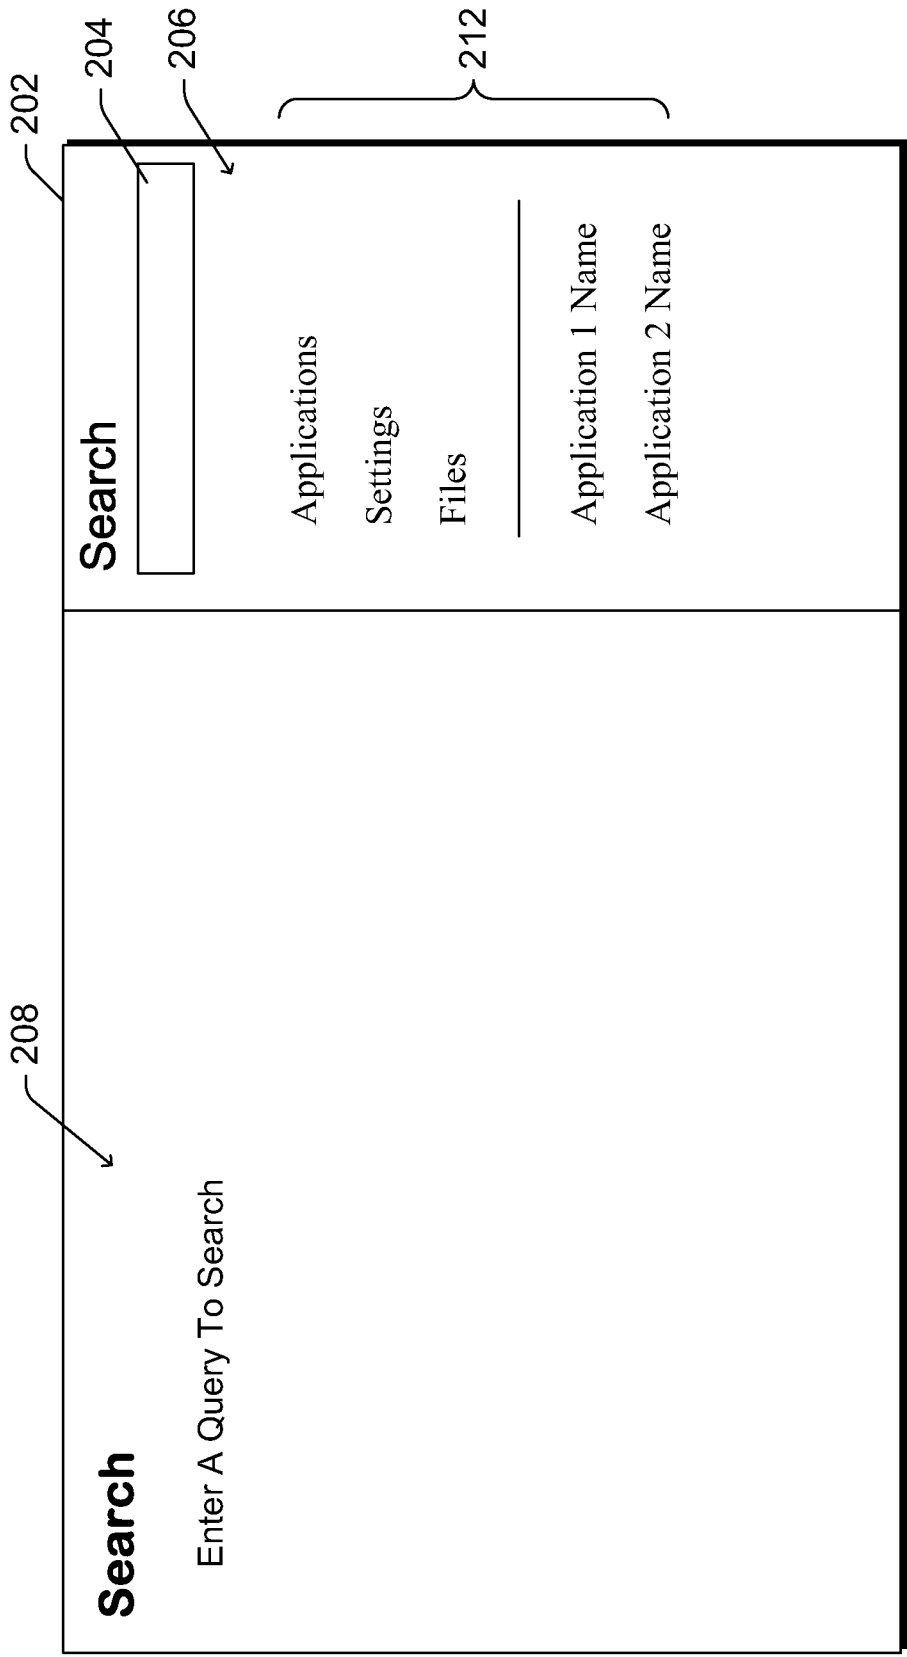 208
202
204
206
Search
Enter A Query To Search
Search
Applications
Settings
Files
Application 1 Name
Application 2 Name
212